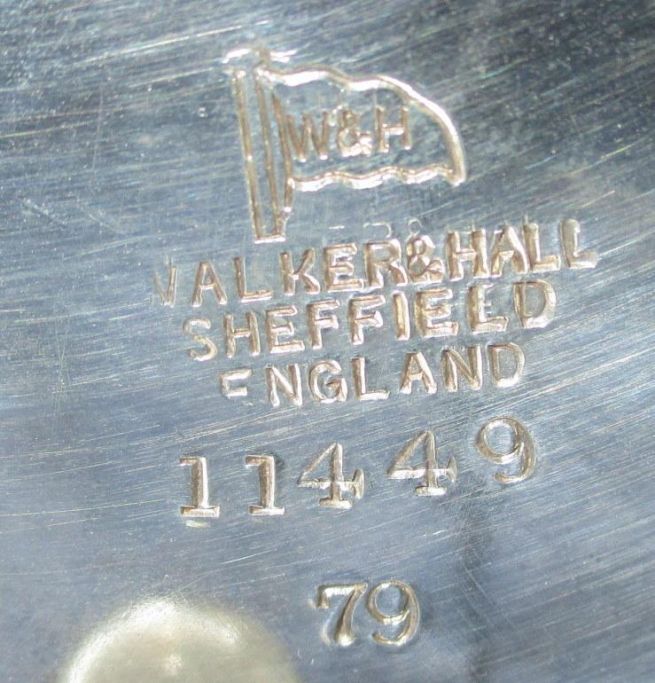 W&H
WALKER&HALL
SHEFFIELD
ENGLAND
11449
79